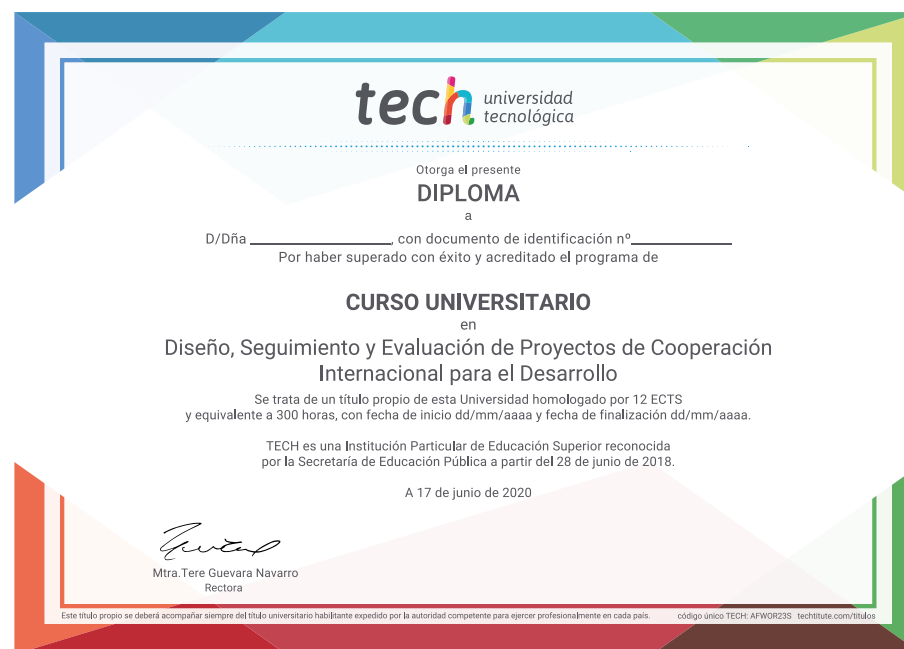 tech universidad
tecnológica
Otorga el presente
DIPLOMA
a
D/Dña ____________________, con documento de identificación nº______________
Por haber superado con éxito y acreditado el programa de
CURSO UNIVERSITARIO
en
Diseño, Seguimiento y Evaluación de Proyectos de Cooperación
Internacional para el Desarrollo
Se trata de un título propio de esta Universidad homologado por 12 ECTS
y equivalente a 300 horas, con fecha de inicio dd/mm/aaaa y fecha de finalización dd/mm/aaaa.
TECH es una Institución Particular de Educación Superior reconocida
por la Secretaría de Educación Pública a partir del 28 de junio de 2018.
A 17 de junio de 2020
Mtra.Tere Guevara Navarro
Rectora
Este título propio se deberá acompañar siempre del título universitario habilitante expedido por la autoridad competente para ejercer profesionalmente en cada país. código único TECH: AFWOR23S techtitute.com/titulos